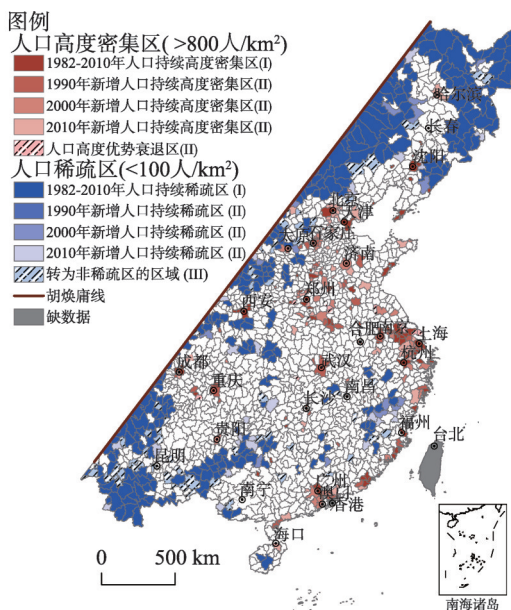 图例
人口高度密集区(>800人/km²)
1982-2010年人口持续高度密集区(I)
1990年新增人口持续高度密集区(II)
2000年新增人口持续高度密集区(II)
2010年新增人口持续高度密集区(II)
人口高度优势衰退区(II)
人口稀疏区(<100人/km²)
1982-2010年人口持续稀疏区 (I)
1990年新增人口持续稀疏区 (II)
2000年新增人口持续稀疏区 (II)
2010年新增人口持续稀疏区 (II)
转为非稀疏区的区域 (III)
胡焕庸线
缺数据
哈尔滨
长春
沈阳
北京
天津
太原
石家庄
济南
西安
郑州
合肥
南京
上海
成都
重庆
武汉
杭州
长沙
南昌
贵阳
福州
台北
昆明
南宁
广州
香港
海口
0 500 km
南海诸岛